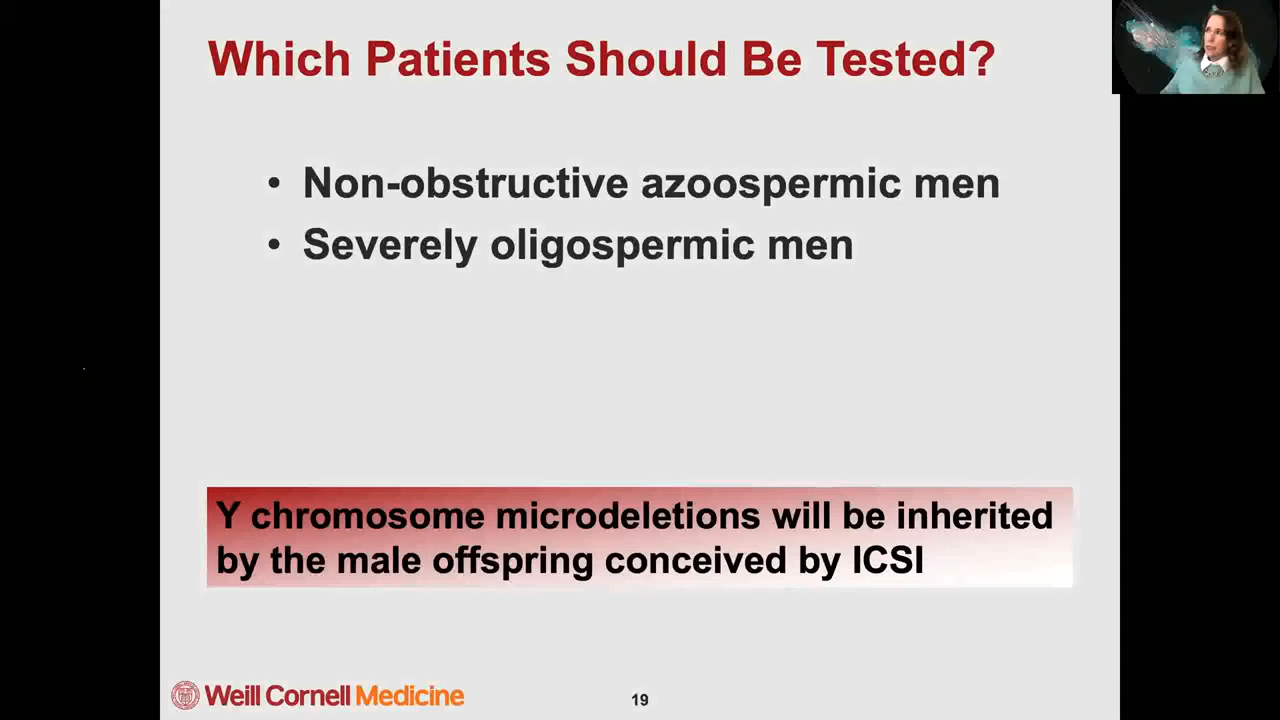 Which Patients Should Be Tested?
• Non-obstructive azoospermic men
• Severely oligospermic men
Y chromosome microdeletions will be inherited
by the male offspring conceived by ICSI
Weill Cornell Medicine
19